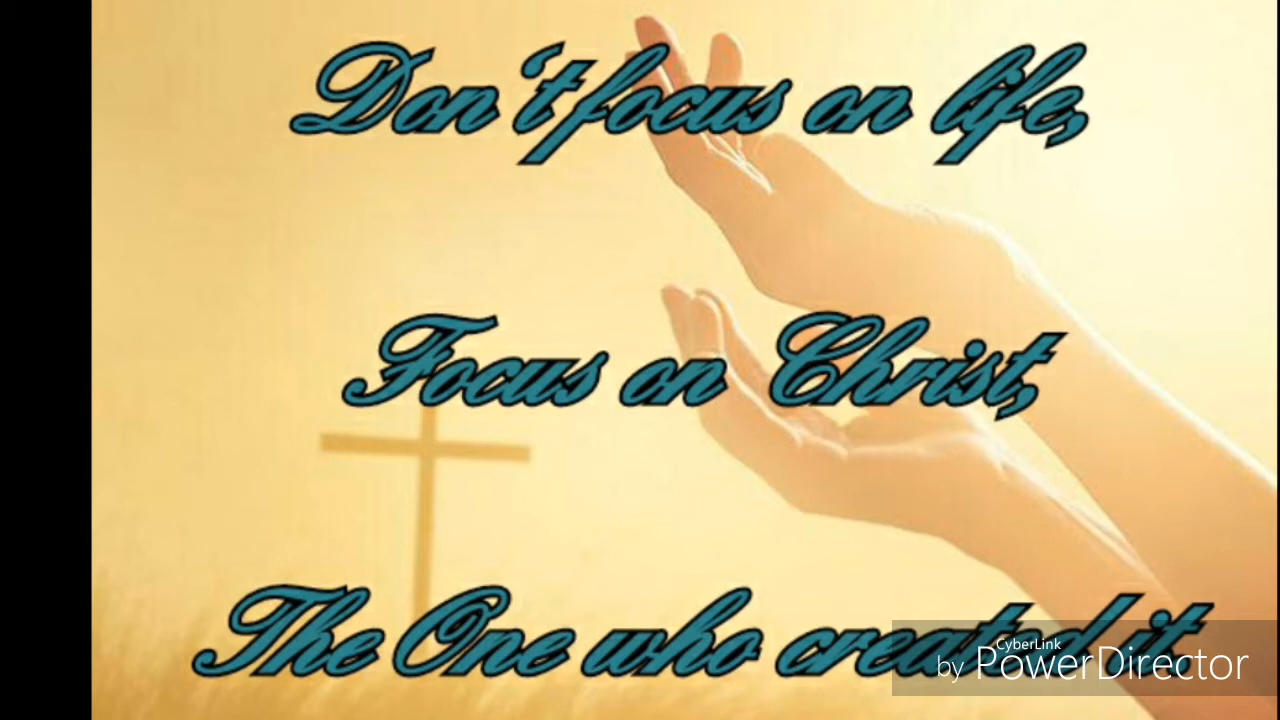 Don't focus on life,
Focus on Christ,
The One who created it
CyberLink
by PowerDirector